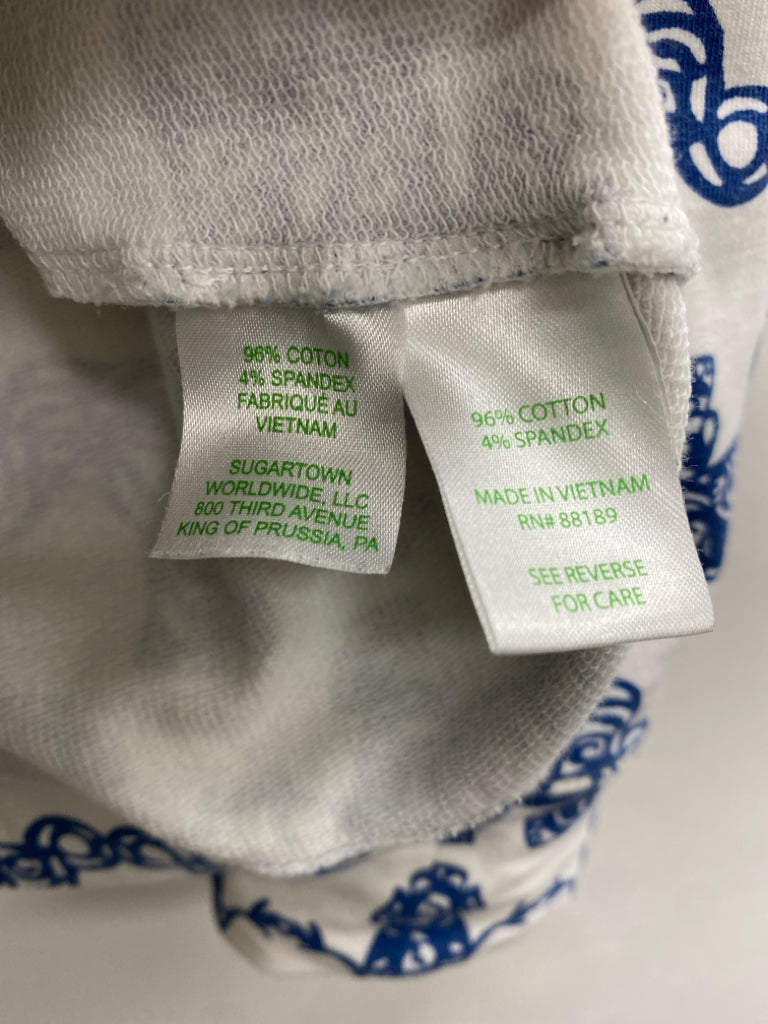 96% COTON
4% SPANDEX
FABRIQUÉ AU
VIETNAM
SUGARTOWN
WORLDWIDE, LLC
800 THIRD AVENUE
KING OF PRUSSIA, PA
96% COTTON
4% SPANDEX
MADE IN VIETNAM
RN# 88189
SEE REVERSE
FOR CARE